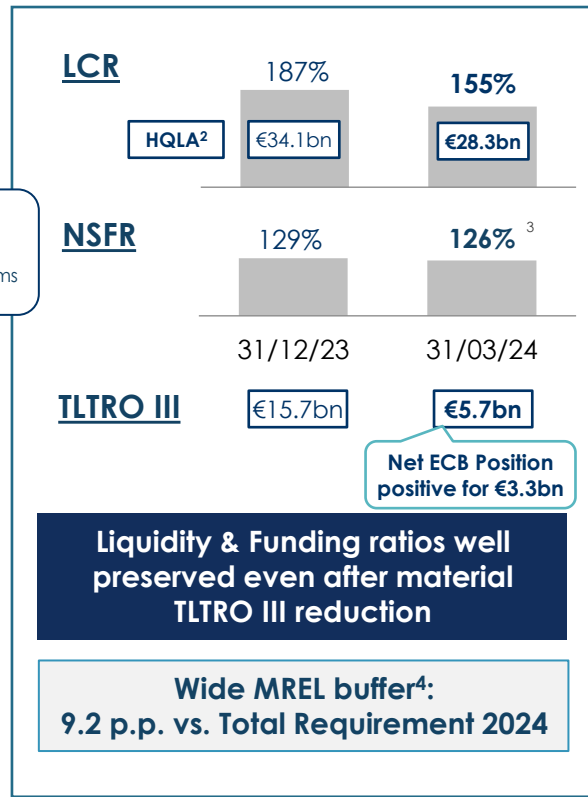 LCR
187%
155%
HQLA²
€34.1bn
€28.3bn
NSFR
129%
126% ³
ms
31/12/23
31/03/24
TLTRO III
€15.7bn
€5.7bn
Net ECB Position
positive for €3.3bn
Liquidity & Funding ratios well
preserved even after material
TLTRO III reduction
Wide MREL buffer⁴:
9.2 p.p. vs. Total Requirement 2024